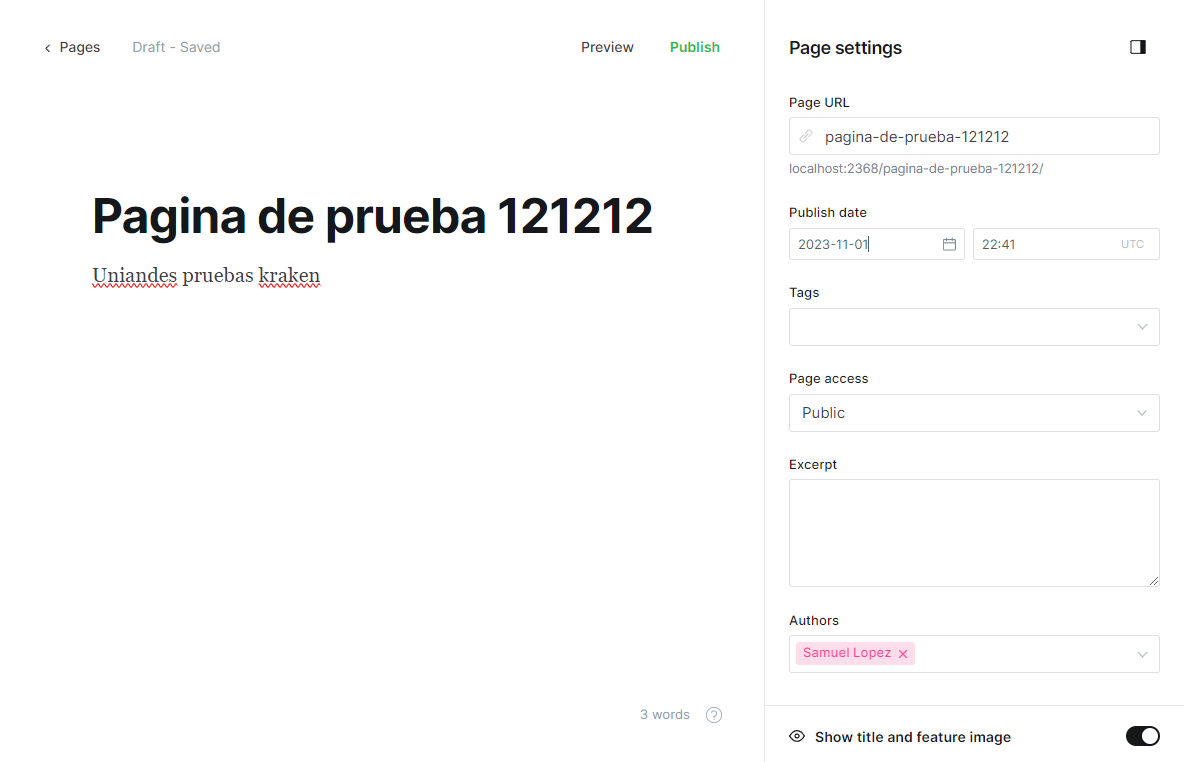 Pages
Draft - Saved
Preview
Publish
Pagina de prueba 121212
Uniandes pruebas kraken
3 words
?
Page settings
Page URL
pagina-de-prueba-121212
localhost:2368/pagina-de-prueba-121212/
Publish date
2023-11-01
22:41 UTC
Tags
Page access
Public
Excerpt
Authors
Samuel Lopez ×
Show title and feature image